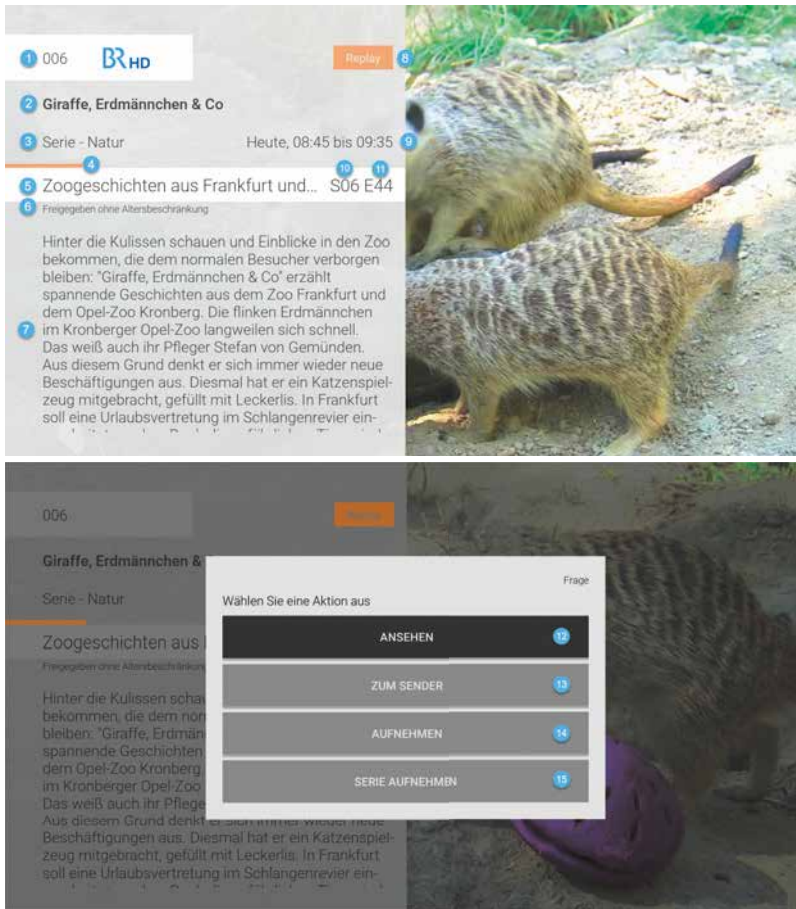 1 006 BR HD Replay 8
2 Giraffe, Erdmännchen & Co
3 Serie - Natur Heute, 08:45 bis 09:35 9
4 10 11
5 Zoogeschichten aus Frankfurt und... S06 E44
6 Freigegeben ohne Altersbeschränkung
Hinter die Kulissen schauen und Einblicke in den Zoo
bekommen, die dem normalen Besucher verborgen
bleiben: "Giraffe, Erdmännchen & Co" erzählt
spannende Geschichten aus dem Zoo Frankfurt und
dem Opel-Zoo Kronberg. Die flinken Erdmännchen
7 im Kronberger Opel-Zoo langweilen sich schnell.
Das weiß auch ihr Pfleger Stefan von Gemünden.
Aus diesem Grund denkt er sich immer wieder neue
Beschäftigungen aus. Diesmal hat er ein Katzenspiel-
zeug mitgebracht, gefüllt mit Leckerlis. In Frankfurt
soll eine Urlaubsvertretung im Schlangenrevier ein-
006 Replay
Giraffe, Erdmännchen &
Serie - Natur
Zoogeschichten aus
Freigegeben ohne Altersbeschränkung
Hinter die Kulissen schau
bekommen, die dem nor
bleiben: "Giraffe, Erdmän
spannende Geschichten
dem Opel-Zoo Kronberg.
im Kronberger Opel-Zoo
Das weiß auch ihr Pflege
Aus diesem Grund denkt er sich immer wieder neue
Beschäftigungen aus. Diesmal hat er ein Katzenspiel-
zeug mitgebracht, gefüllt mit Leckerlis. In Frankfurt
soll eine Urlaubsvertretung im Schlangenrevier ein-
Frage
Wählen Sie eine Aktion aus
ANSEHEN 12
ZUM SENDER 13
AUFNEHMEN 14
SERIE AUFNEHMEN 15